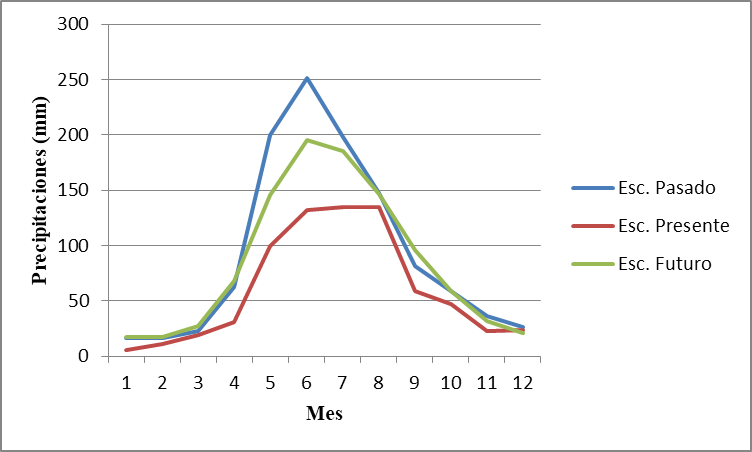 300
250
200
150
100
50
0
Precipitaciones (mm)
1 2 3 4 5 6 7 8 9 10 11 12
Mes
Esc. Pasado
Esc. Presente
Esc. Futuro